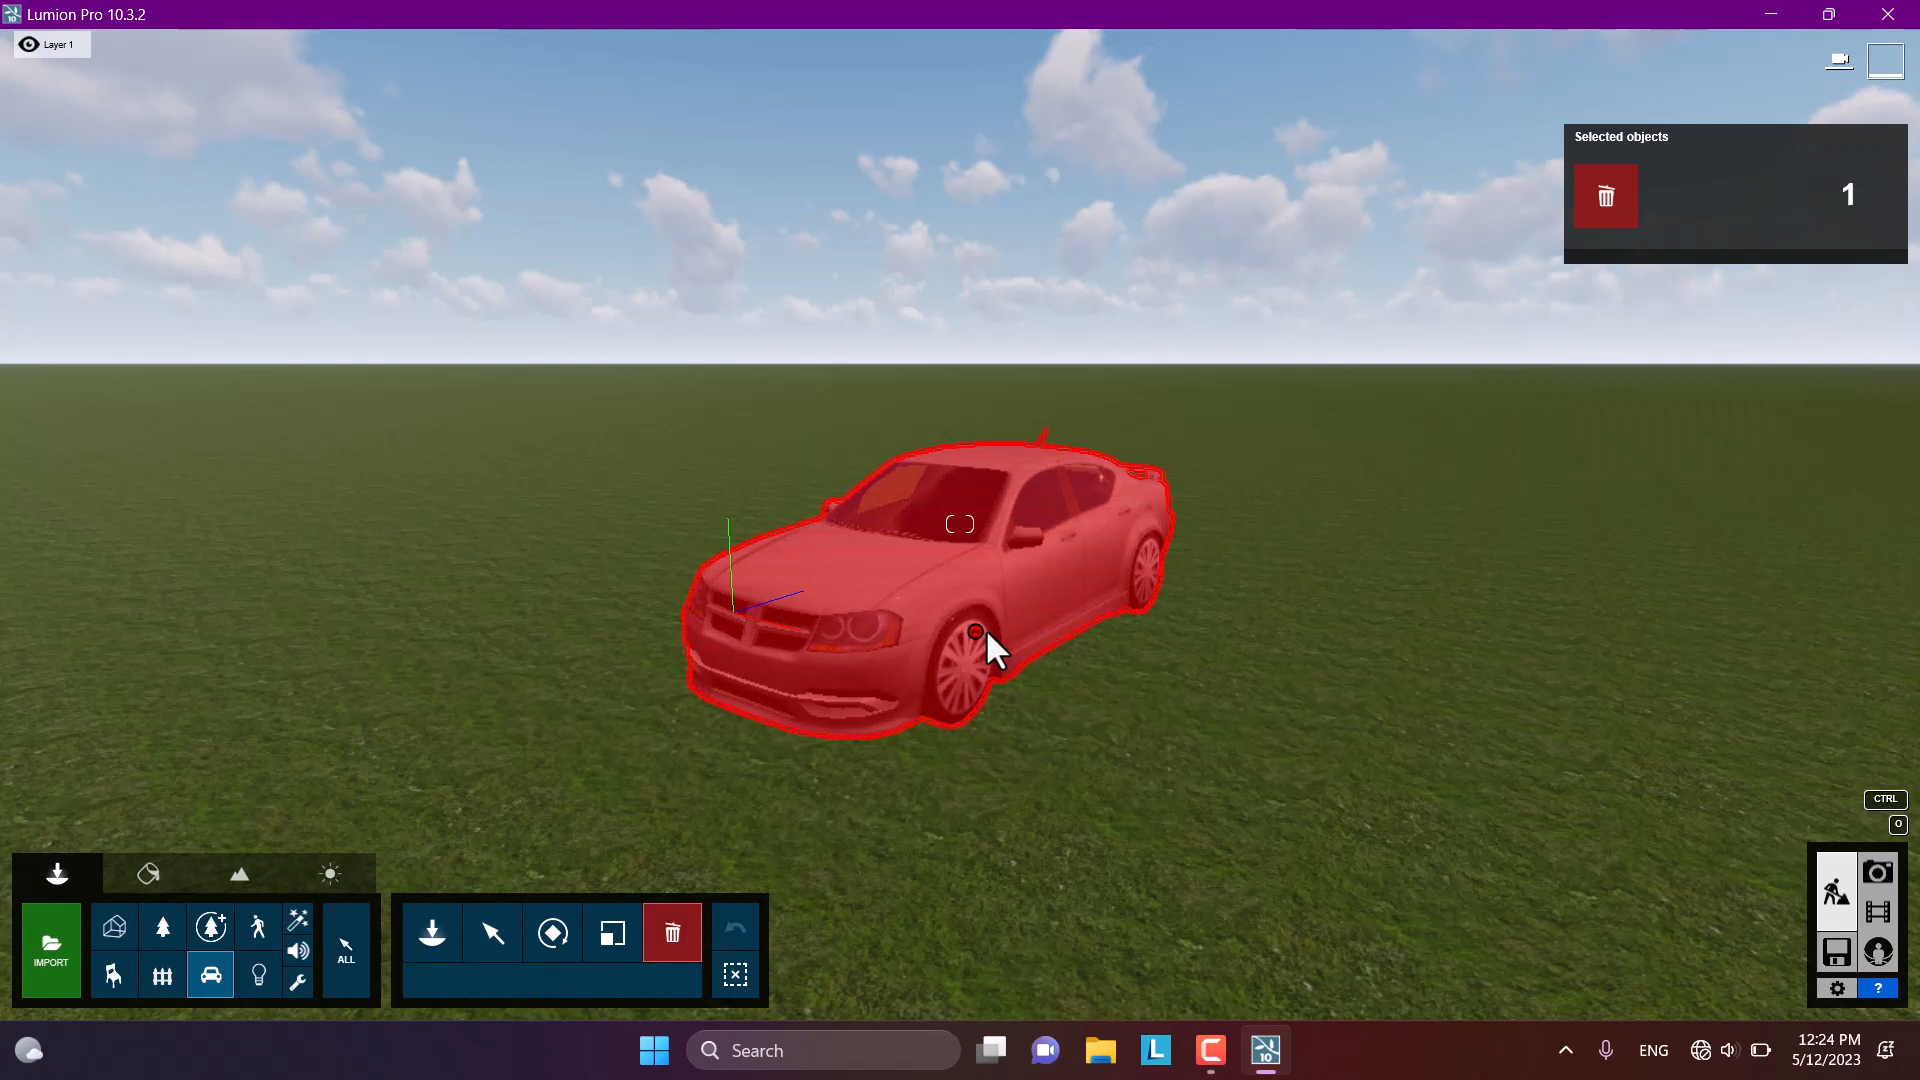 Lumion Pro 10.3.2
Layer 1
Selected objects
1
CTRL
O
IMPORT
ALL
?
Search
L
C
10
ENG
12:24 PM
5/12/2023